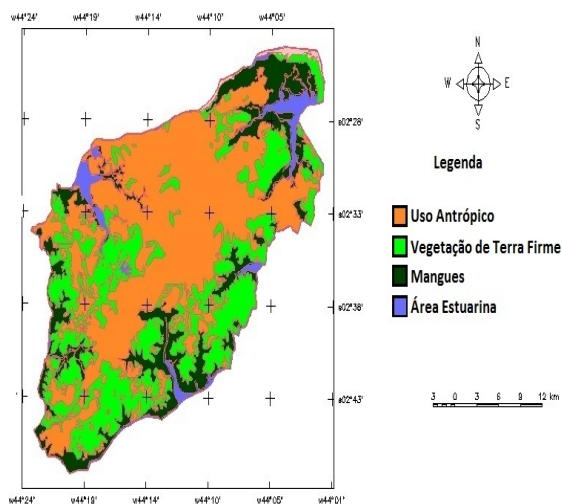 w44°24' w44°19' w44°14' w44°10' w44°05'
N
W E
S
s02°28'
Legenda
s02°33'
Uso Antrópico
Vegetação de Terra Firme
Mangues
s02°38'
Área Estuarina
s02°43'
3 0 3 6 9 12 km
w44°24' w44°19' w44°14' w44°10' w44°05' w44°01'